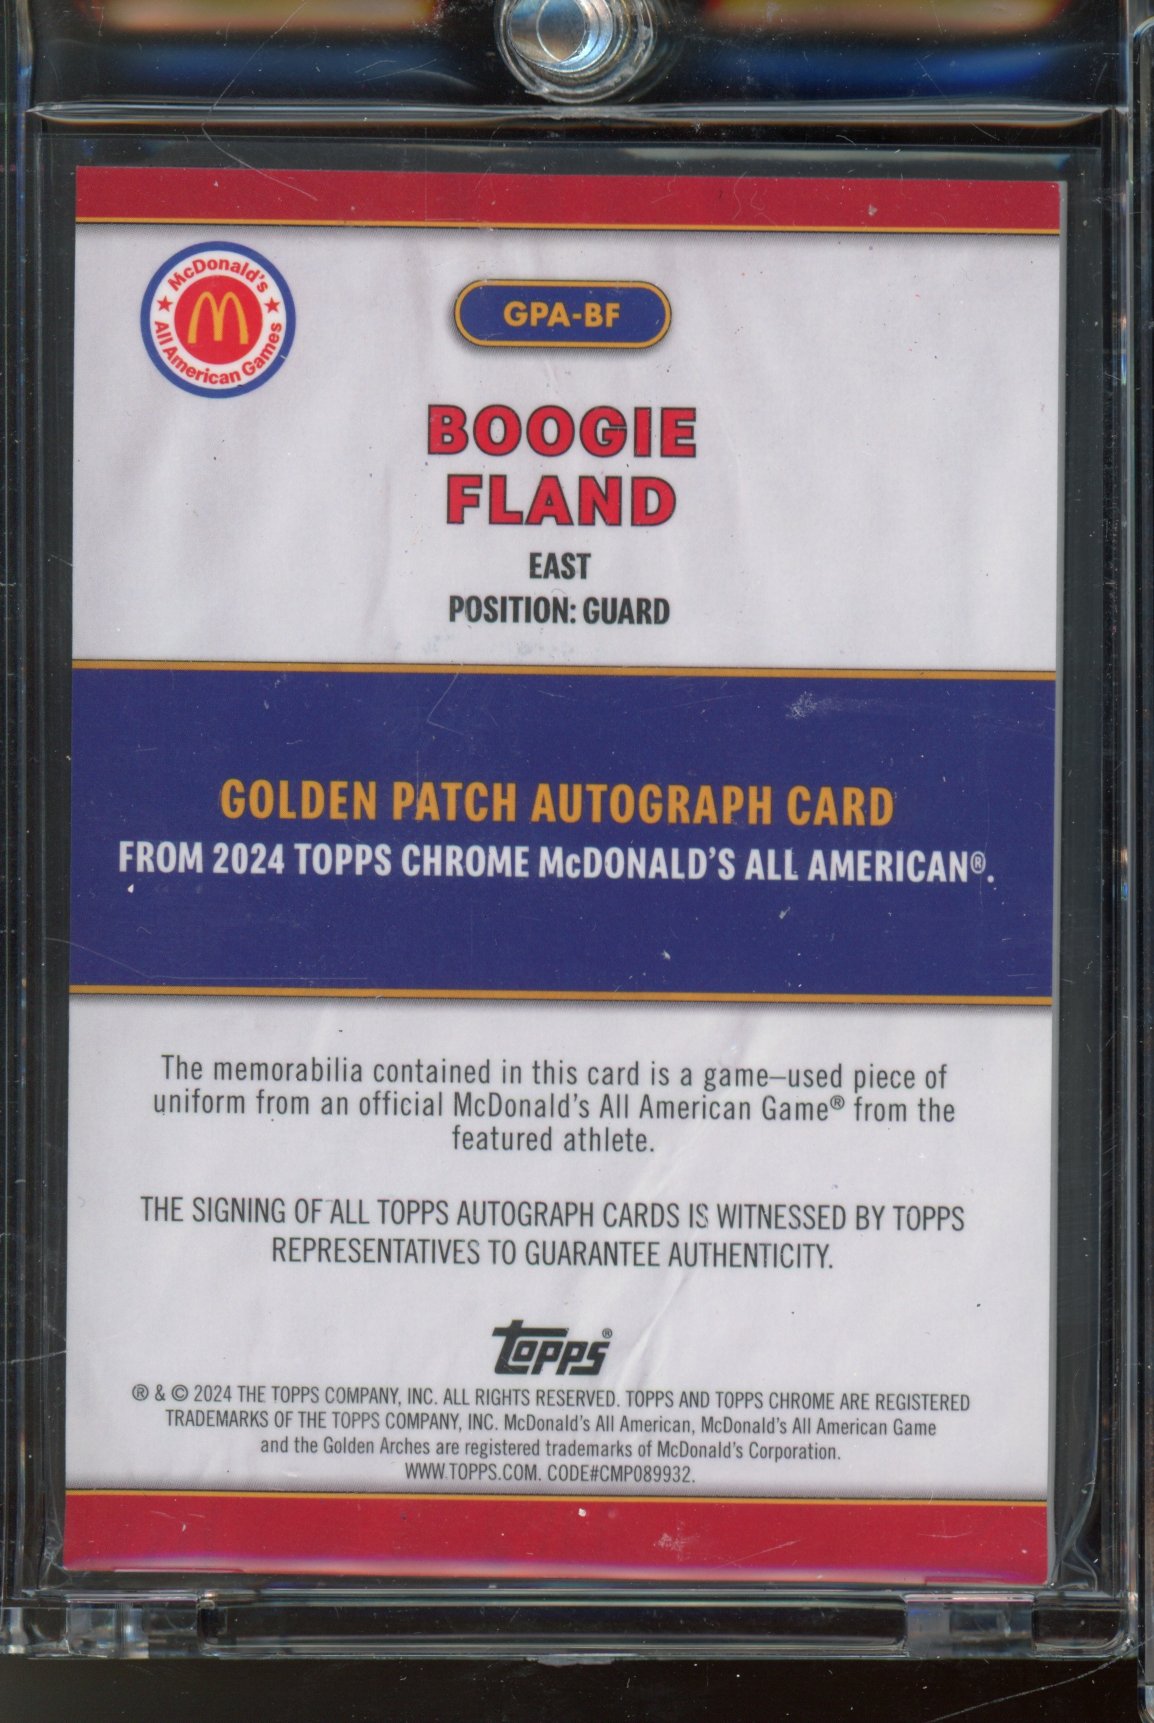 McDonald's
All American Games
GPA-BF
BOOGIE
FLAND
EAST
POSITION: GUARD
GOLDEN PATCH AUTOGRAPH CARD
FROM 2024 TOPPS CHROME McDONALD'S ALL AMERICAN®.
The memorabilia contained in this card is a game–used piece of
uniform from an official McDonald's All American Game® from the
featured athlete.
THE SIGNING OF ALL TOPPS AUTOGRAPH CARDS IS WITNESSED BY TOPPS
REPRESENTATIVES TO GUARANTEE AUTHENTICITY.
topps®
® & © 2024 THE TOPPS COMPANY, INC. ALL RIGHTS RESERVED. TOPPS AND TOPPS CHROME ARE REGISTERED
TRADEMARKS OF THE TOPPS COMPANY, INC. McDonald's All American, McDonald's All American Game
and the Golden Arches are registered trademarks of McDonald's Corporation.
WWW.TOPPS.COM. CODE#CMP089932.